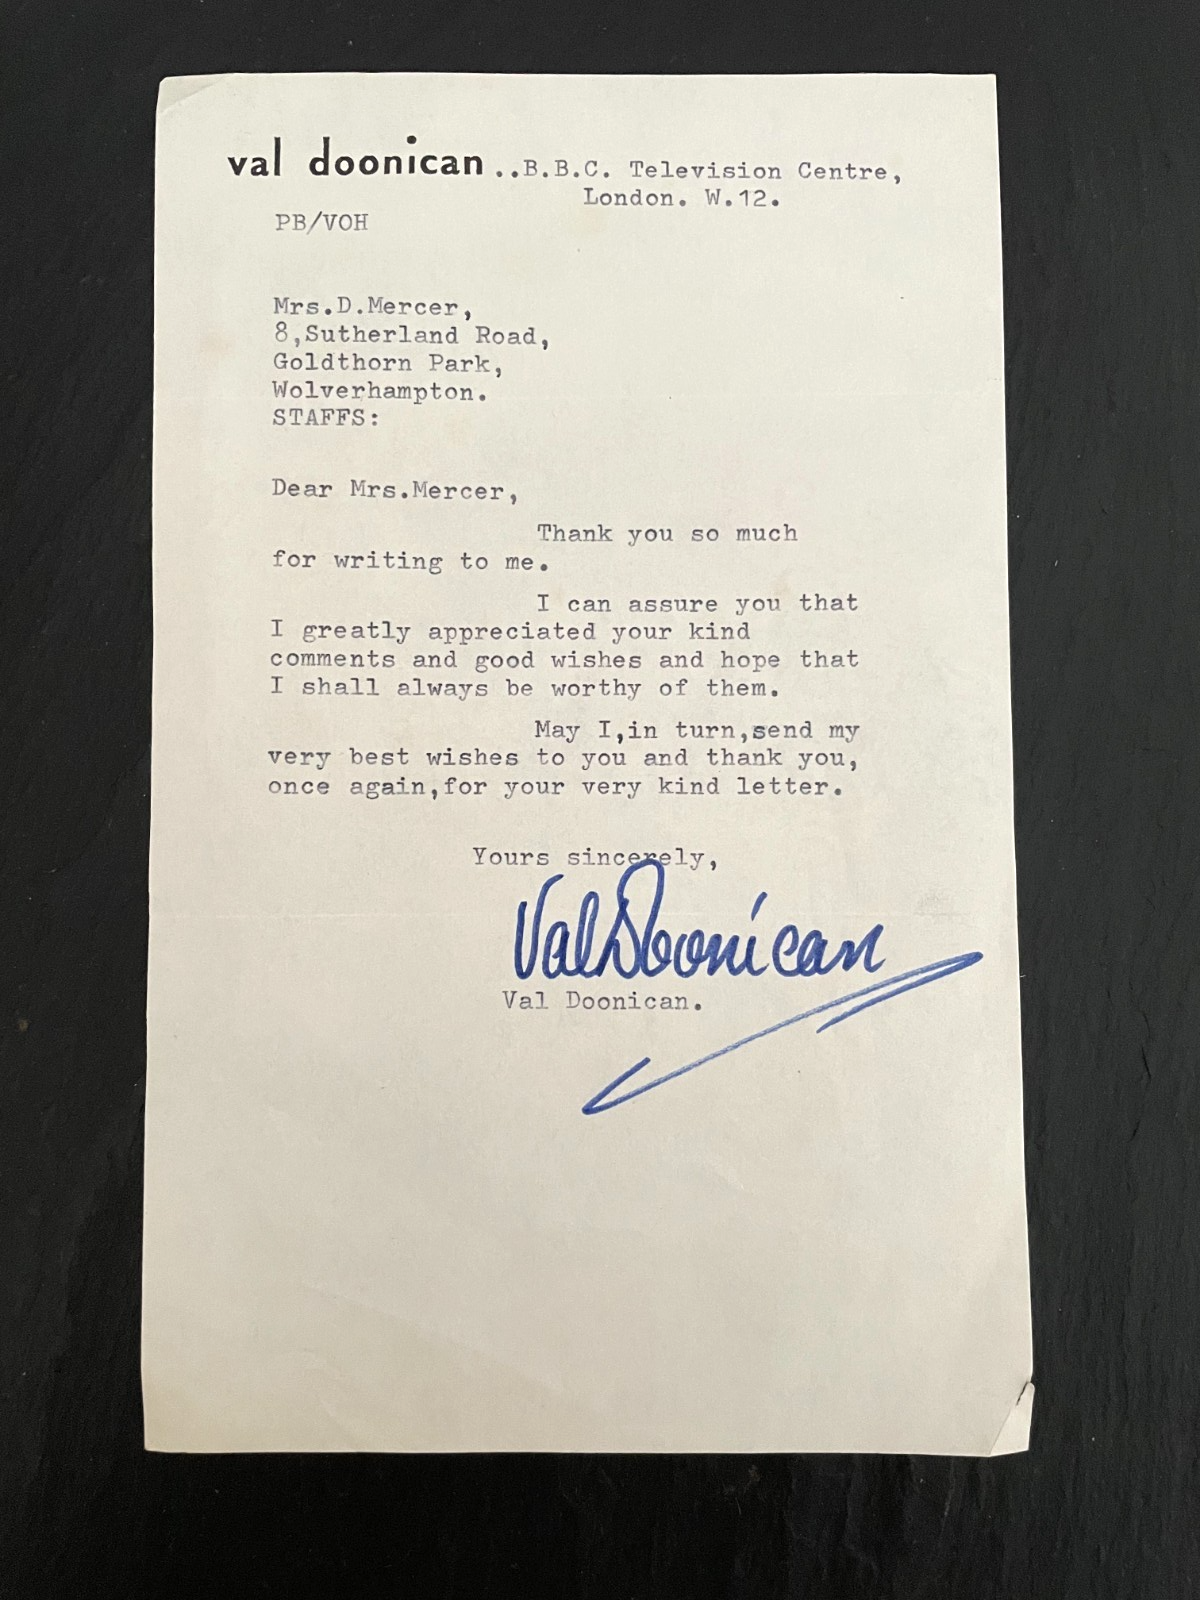 val doonican..B.B.C. Television Centre,
London. W.12.
PB/VOH
Mrs.D.Mercer,
8,Sutherland Road,
Goldthorn Park,
Wolverhampton.
STAFFS:
Dear Mrs.Mercer,
Thank you so much
for writing to me.
I can assure you that
I greatly appreciated your kind
comments and good wishes and hope that
I shall always be worthy of them.
May I,in turn,send my
very best wishes to you and thank you,
once again,for your very kind letter.
Yours sincerely,
Val Doonican
Val Doonican.